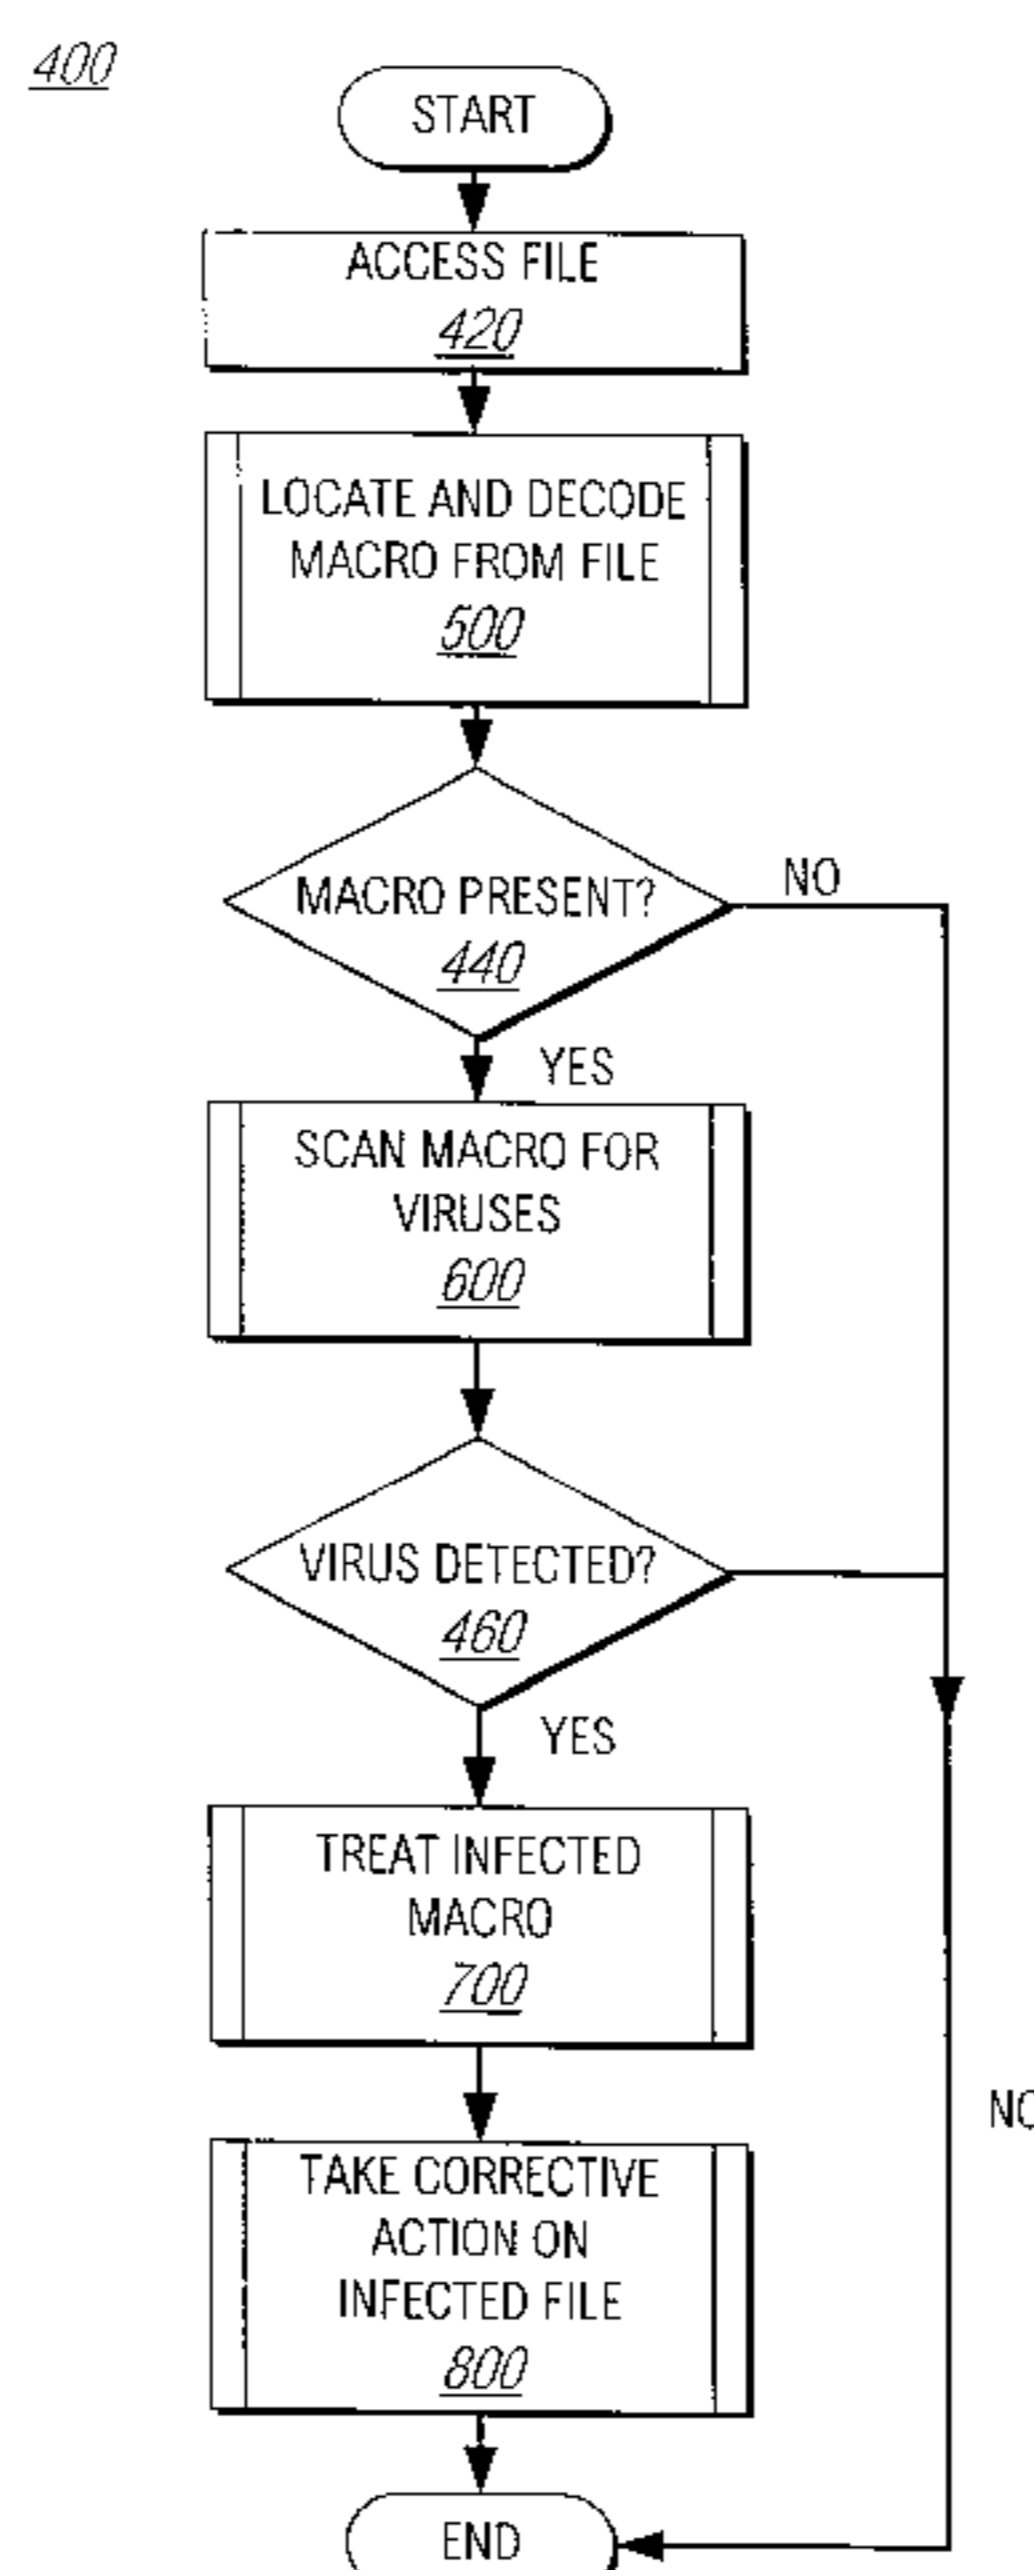 400
START
ACCESS FILE
420
LOCATE AND DECODE
MACRO FROM FILE
500
MACRO PRESENT?
440
NO
YES
SCAN MACRO FOR
VIRUSES
600
VIRUS DETECTED?
460
YES
TREAT INFECTED
MACRO
700
NO
TAKE CORRECTIVE
ACTION ON
INFECTED FILE
800
END